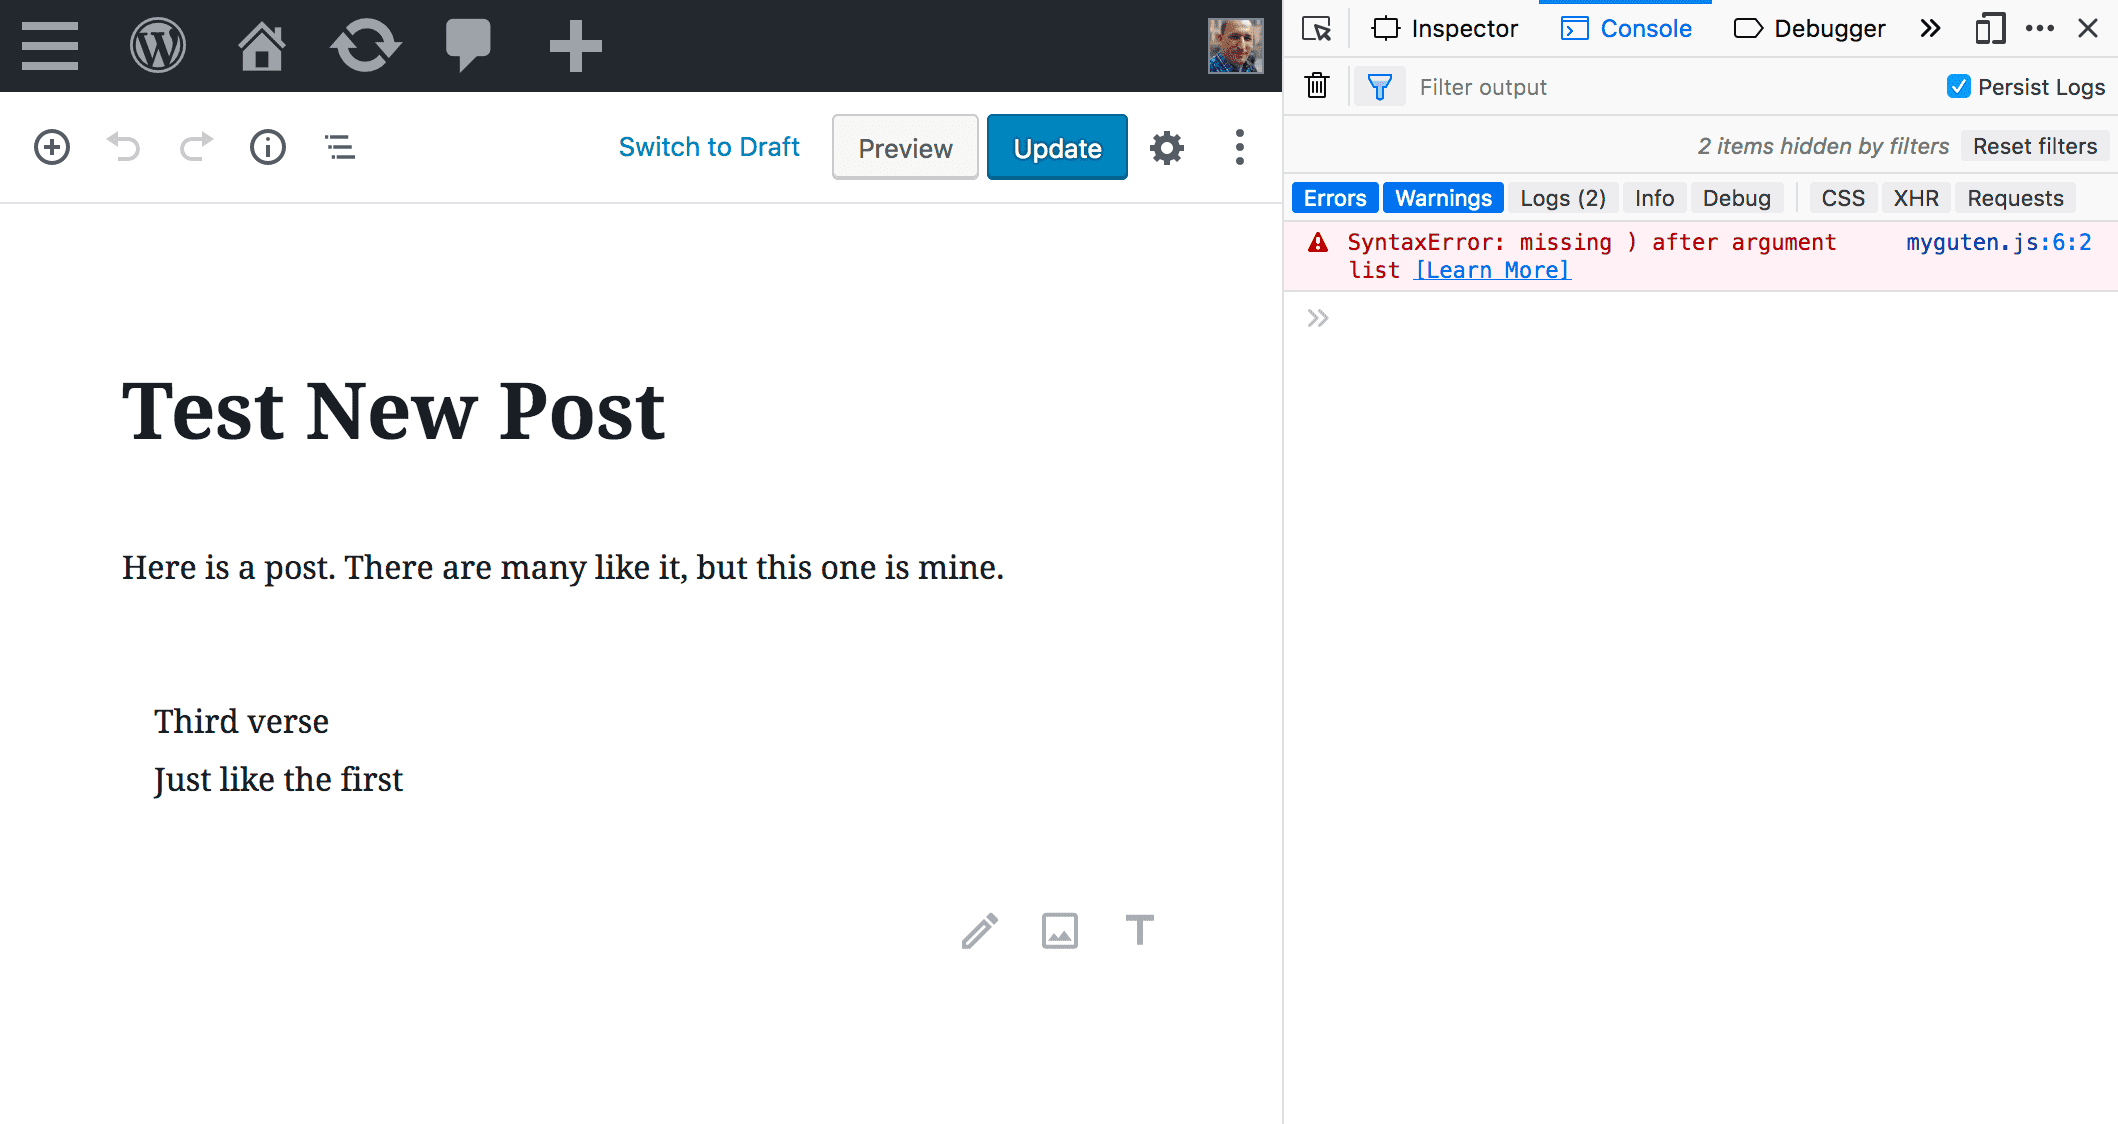 Switch to Draft
Preview
Update
Test New Post
Here is a post. There are many like it, but this one is mine.
Third verse
Just like the first
Inspector
Console
Debugger
Filter output
Persist Logs
2 items hidden by filters
Reset filters
Errors
Warnings
Logs (2)
Info
Debug
CSS
XHR
Requests
SyntaxError: missing ) after argument
list [Learn More]
myguten.js:6:2